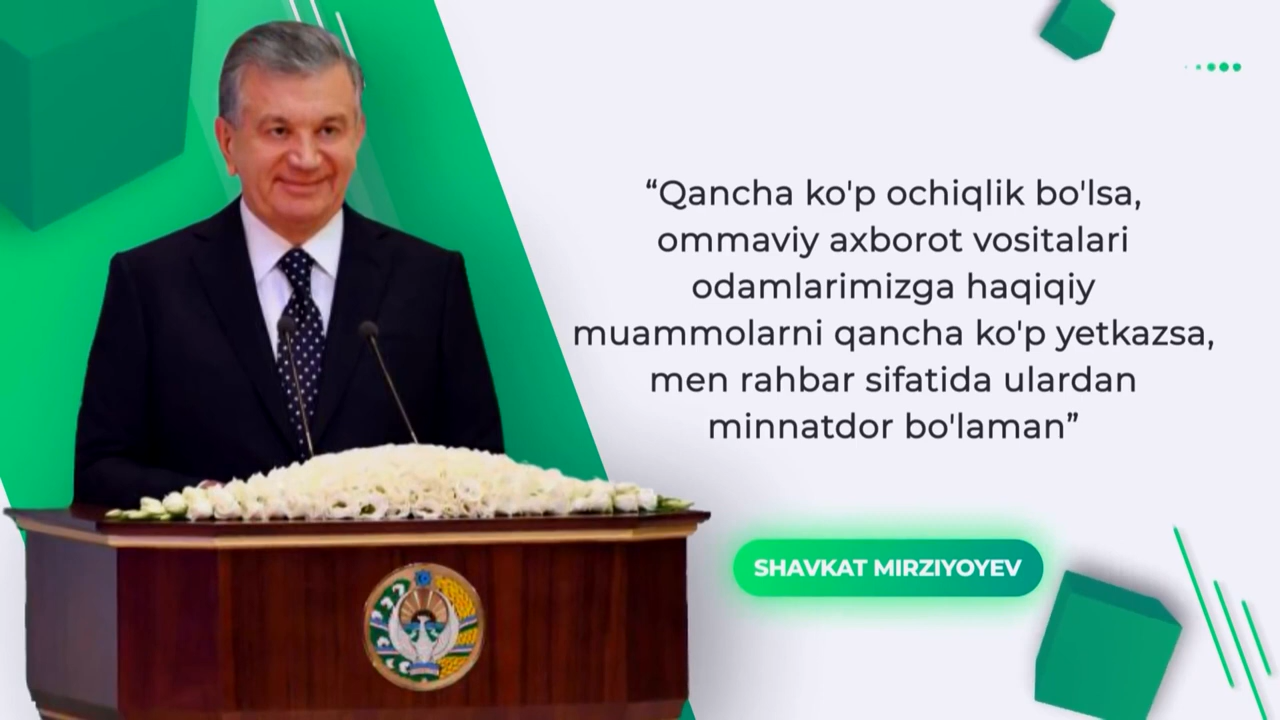 “Qancha ko'p ochiqlik bo'lsa,
ommaviy axborot vositalari
odamlarimizga haqiqiy
muammolarni qancha ko'p yetkazsa,
men rahbar sifatida ulardan
minnatdor bo'laman”
SHAVKAT MIRZIYOYEV